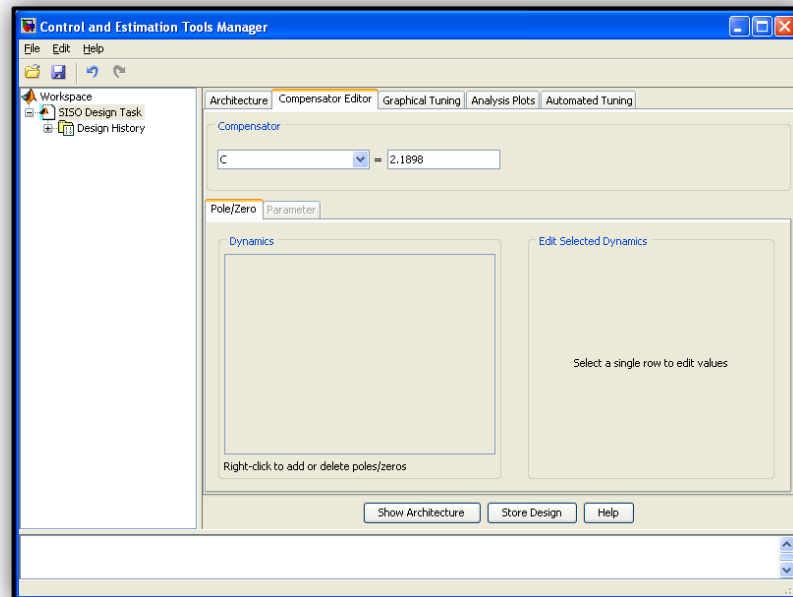 Control and Estimation Tools Manager
File Edit Help
Workspace
SISO Design Task
Design History
Architecture Compensator Editor Graphical Tuning Analysis Plots Automated Tuning
Compensator
C = 2.1898
Pole/Zero Parameter
Dynamics
Edit Selected Dynamics
Select a single row to edit values
Right-click to add or delete poles/zeros
Show Architecture Store Design Help